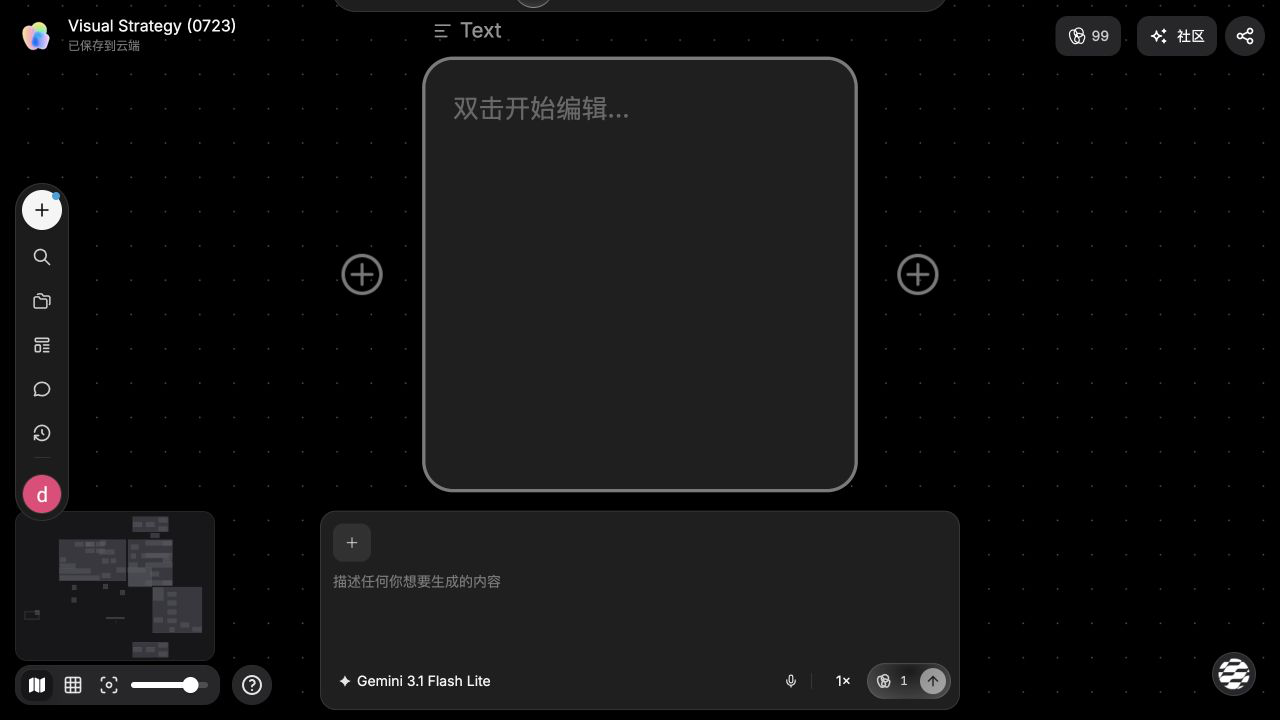 Visual Strategy (0723)
已保存到云端
Text
99
社区
双击开始编辑...
d
描述任何你想要生成的内容
Gemini 3.1 Flash Lite
1×
1